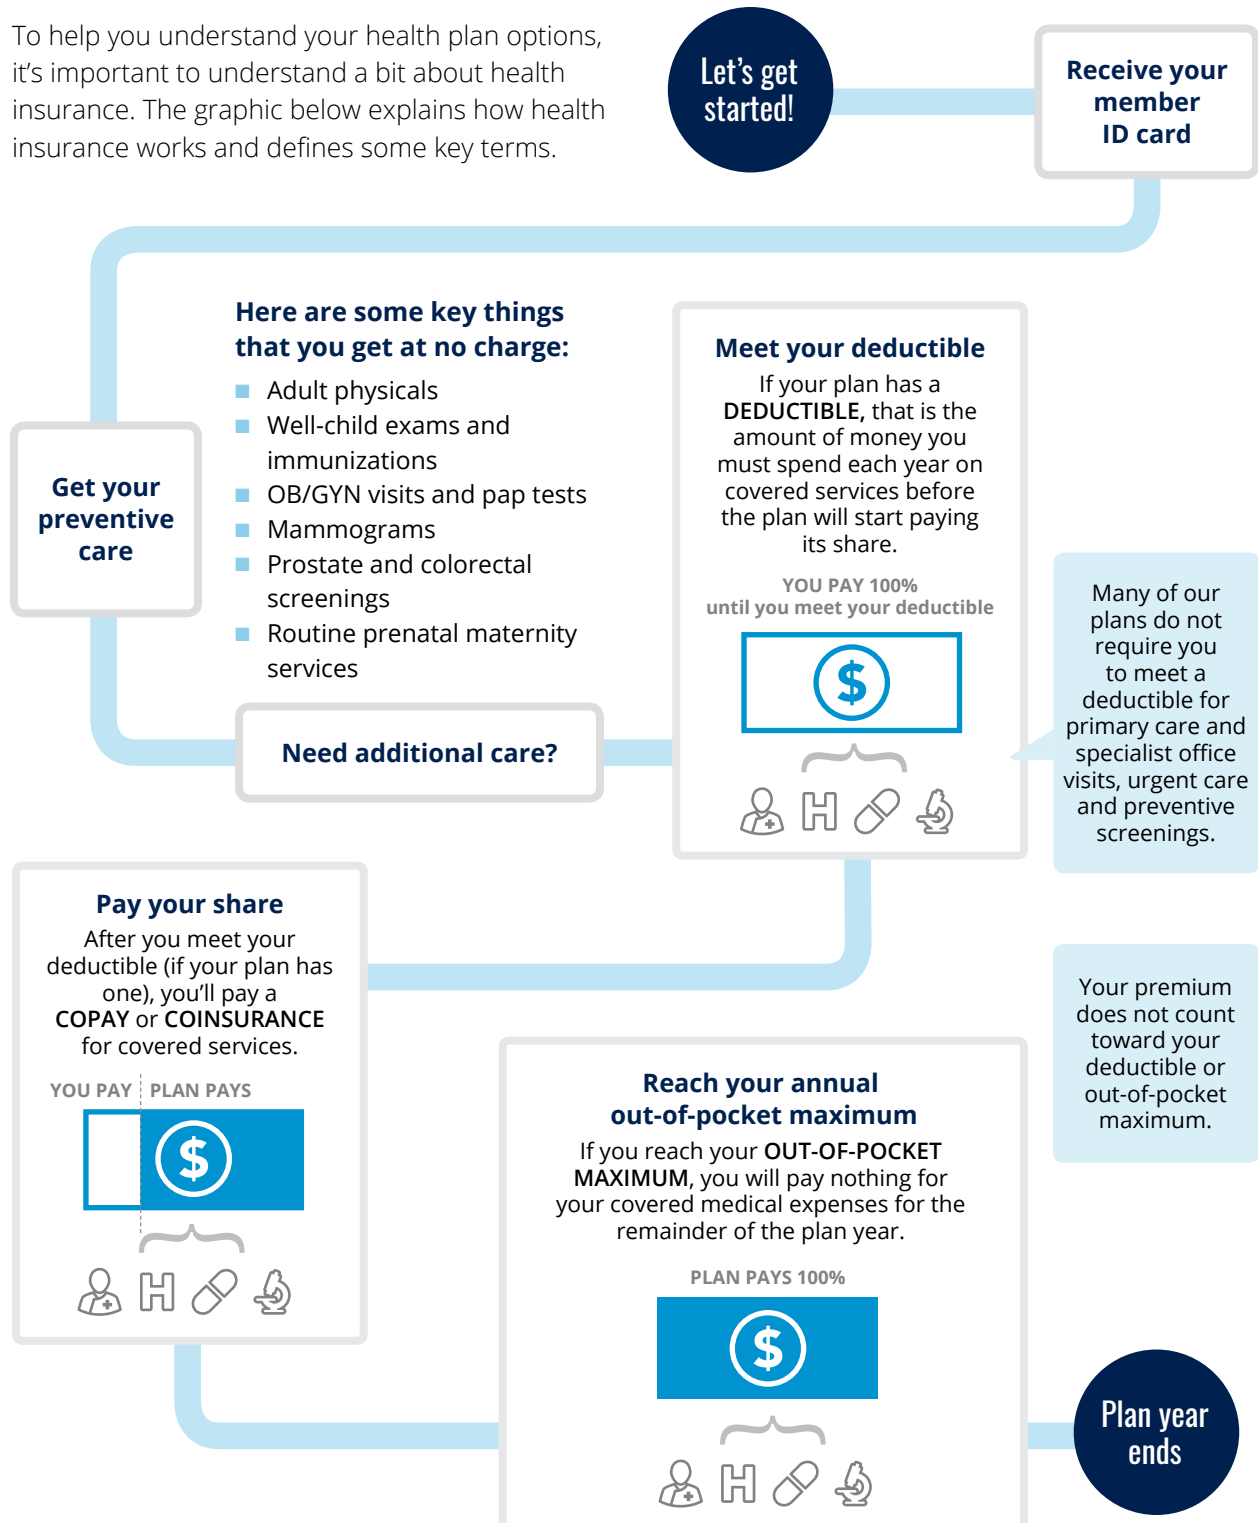 To help you understand your health plan options,
it's important to understand a bit about health
insurance. The graphic below explains how health
insurance works and defines some key terms.
Let's get
started!
Receive your
member
ID card
Get your
preventive
care
Here are some key things
that you get at no charge:
Adult physicals
Well-child exams and
immunizations
OB/GYN visits and pap tests
Mammograms
Prostate and colorectal
screenings
Routine prenatal maternity
services
Need additional care?
Meet your deductible
If your plan has a
DEDUCTIBLE, that is the
amount of money you
must spend each year on
covered services before
the plan will start paying
its share.
YOU PAY 100%
until you meet your deductible
$
H
Many of our
plans do not
require you
to meet a
deductible for
primary care and
specialist office
visits, urgent care
and preventive
screenings.
Pay your share
After you meet your
deductible (if your plan has
one), you'll pay a
COPAY or COINSURANCE
for covered services.
YOU PAY PLAN PAYS
$
H
Your premium
does not count
toward your
deductible or
out-of-pocket
maximum.
Reach your annual
out-of-pocket maximum
If you reach your OUT-OF-POCKET
MAXIMUM, you will pay nothing for
your covered medical expenses for the
remainder of the plan year.
PLAN PAYS 100%
$
H
Plan year
ends